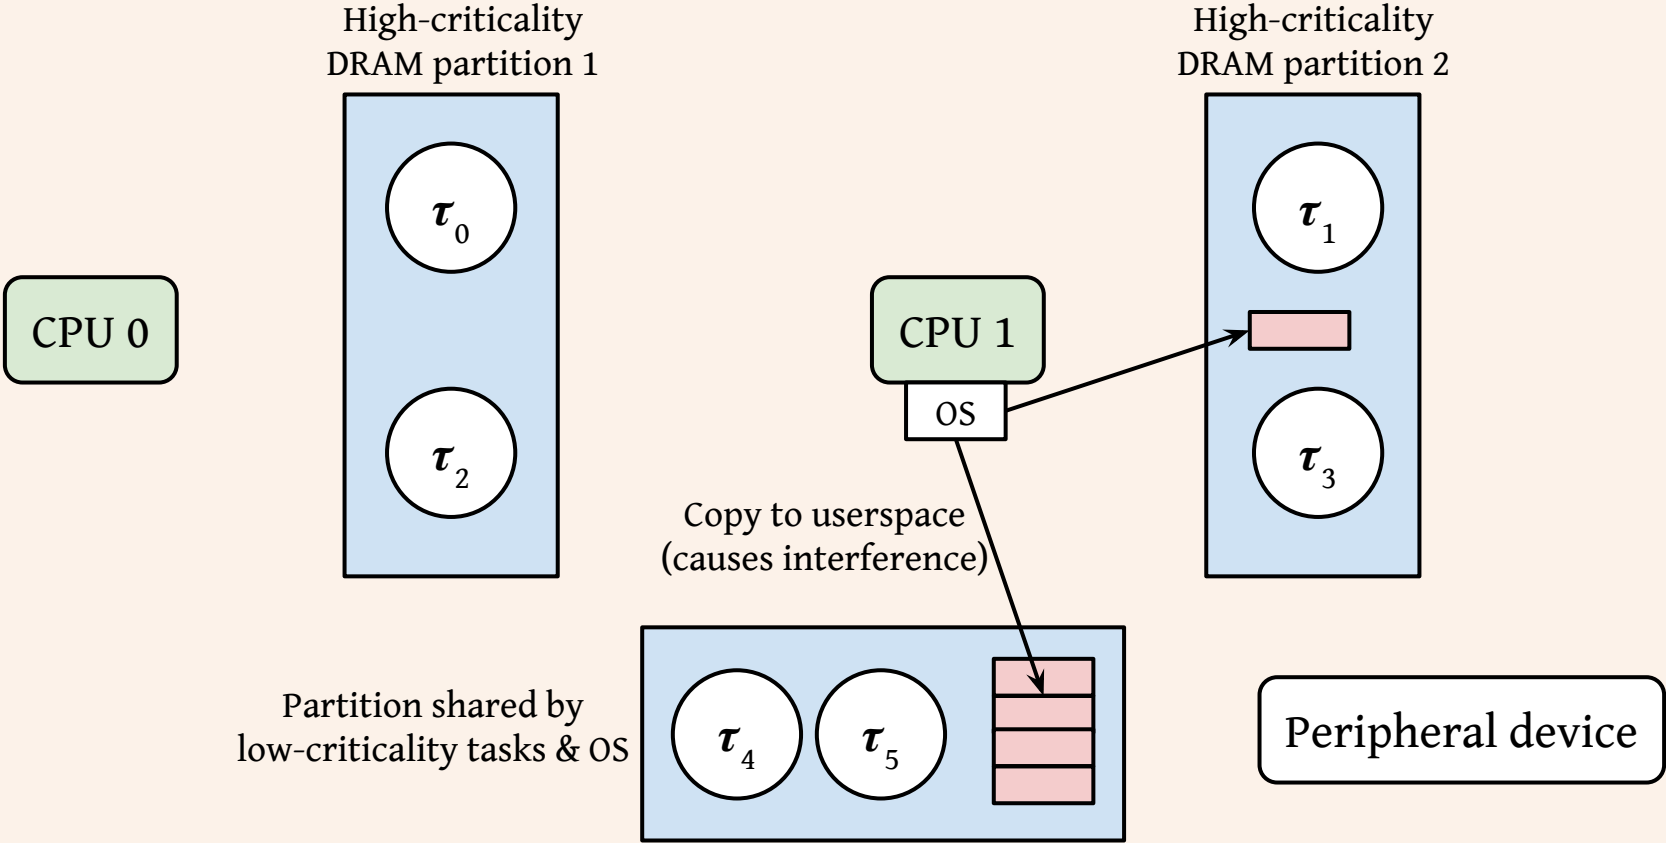 High-criticality
DRAM partition 1
High-criticality
DRAM partition 2
τ0
τ1
CPU 0
CPU 1
OS
τ2
τ3
Copy to userspace
(causes interference)
Partition shared by
low-criticality tasks & OS
τ4
τ5
Peripheral device